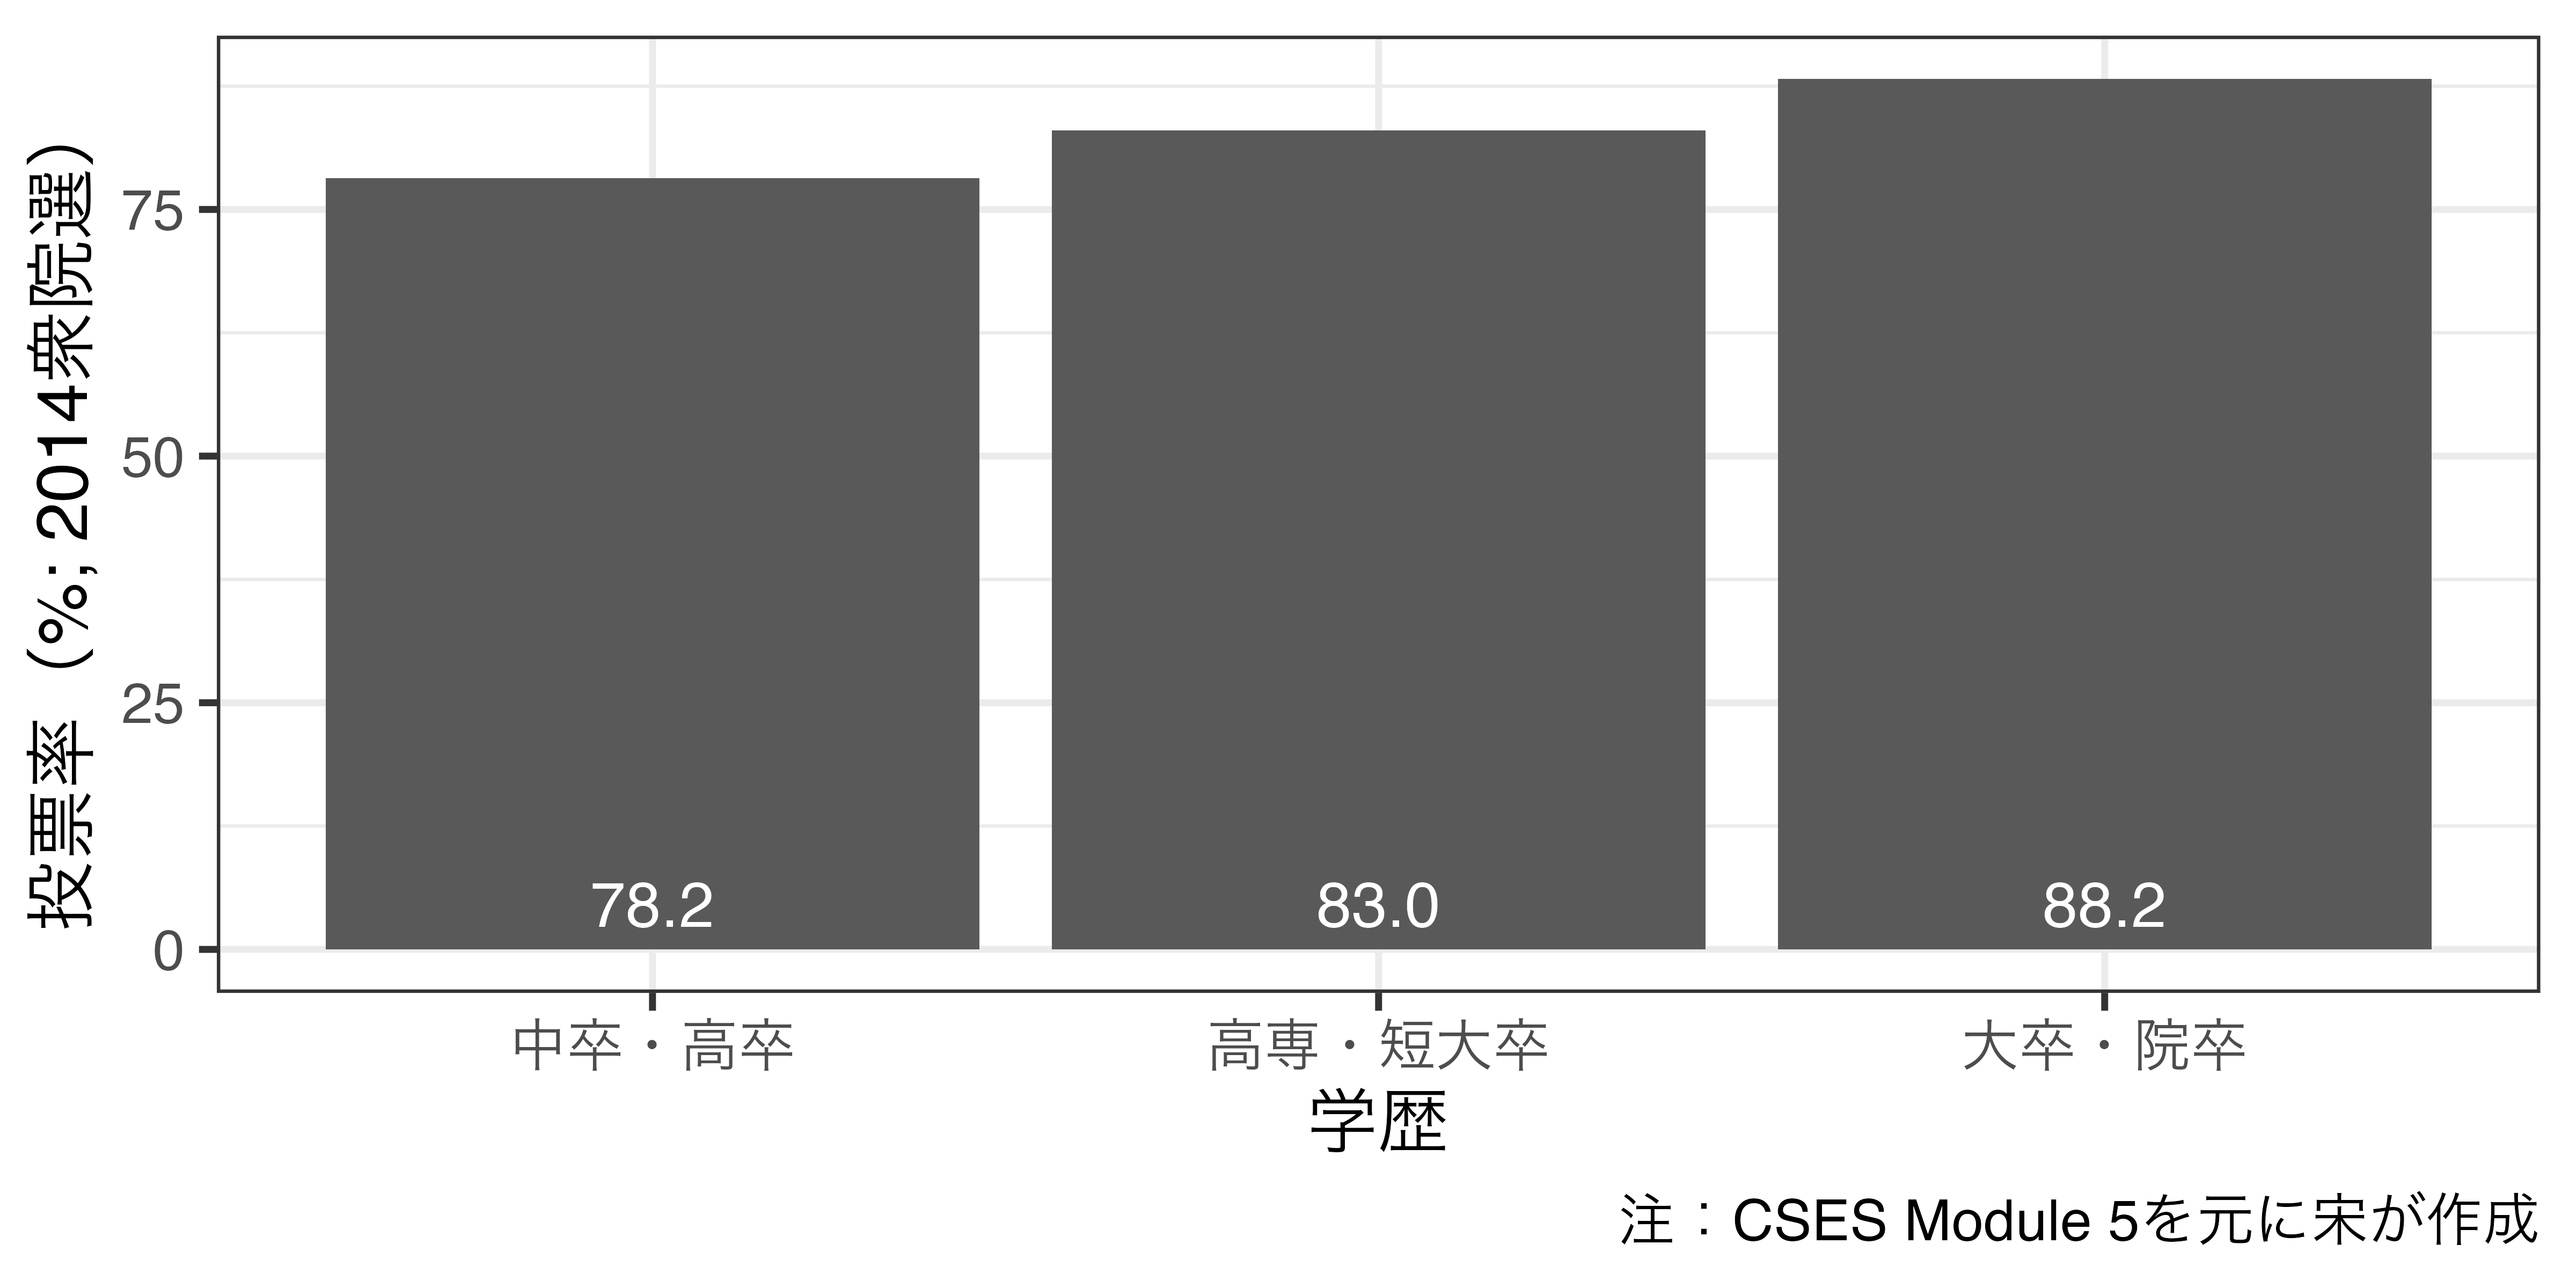 投票率（%; 2014衆院選）
75
50
25
0
78.2
83.0
88.2
中卒・高卒
高専・短大卒
大卒・院卒
学歴
注：CSES Module 5を元に宋が作成